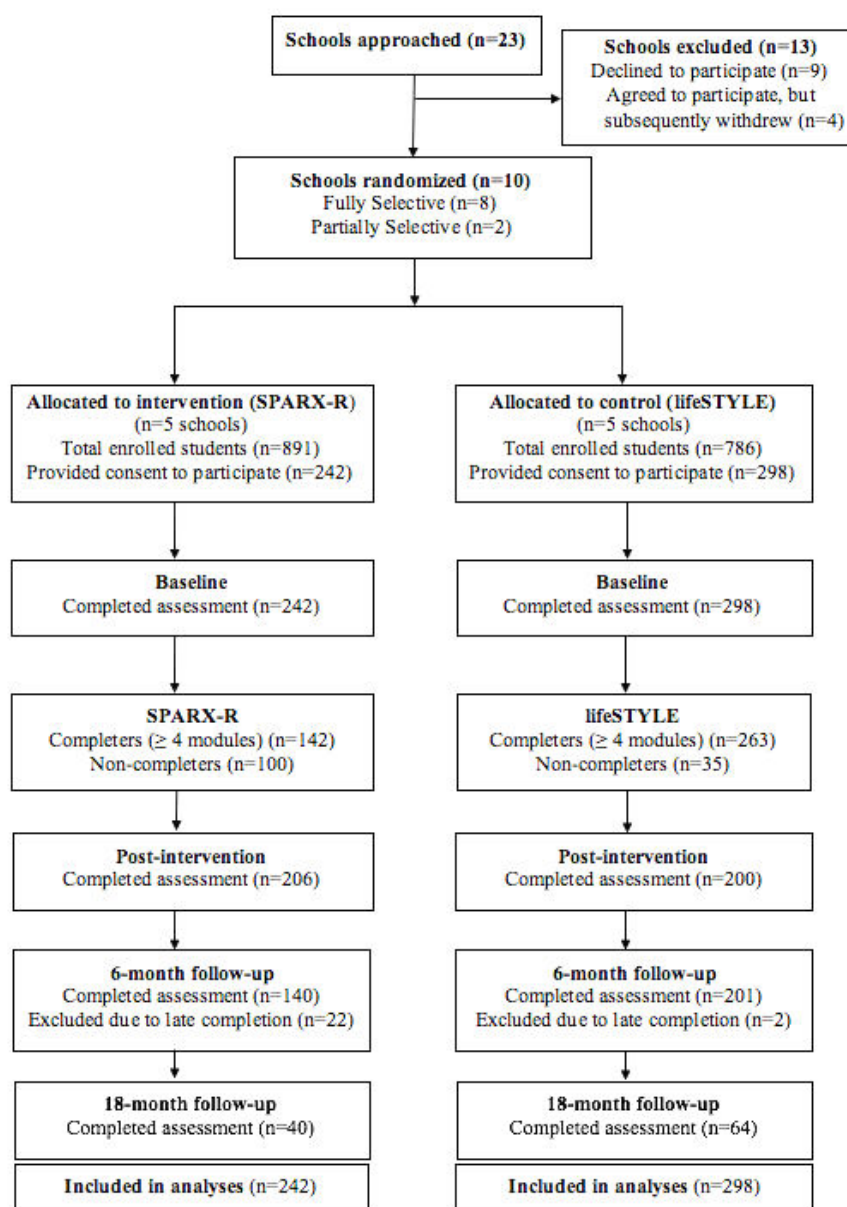 Schools approached (n=23)
Schools excluded (n=13)
Declined to participate (n=9)
Agreed to participate, but
subsequently withdrew (n=4)
Schools randomized (n=10)
Fully Selective (n=8)
Partially Selective (n=2)
Allocated to intervention (SPARX-R)
(n=5 schools)
Total enrolled students (n=891)
Provided consent to participate (n=242)
Allocated to control (lifeSTYLE)
(n=5 schools)
Total enrolled students (n=786)
Provided consent to participate (n=298)
Baseline
Completed assessment (n=242)
Baseline
Completed assessment (n=298)
SPARX-R
Completers (≥ 4 modules) (n=142)
Non-completers (n=100)
lifeSTYLE
Completers (≥ 4 modules) (n=263)
Non-completers (n=35)
Post-intervention
Completed assessment (n=206)
Post-intervention
Completed assessment (n=200)
6-month follow-up
Completed assessment (n=140)
Excluded due to late completion (n=22)
6-month follow-up
Completed assessment (n=201)
Excluded due to late completion (n=2)
18-month follow-up
Completed assessment (n=40)
18-month follow-up
Completed assessment (n=64)
Included in analyses (n=242)
Included in analyses (n=298)